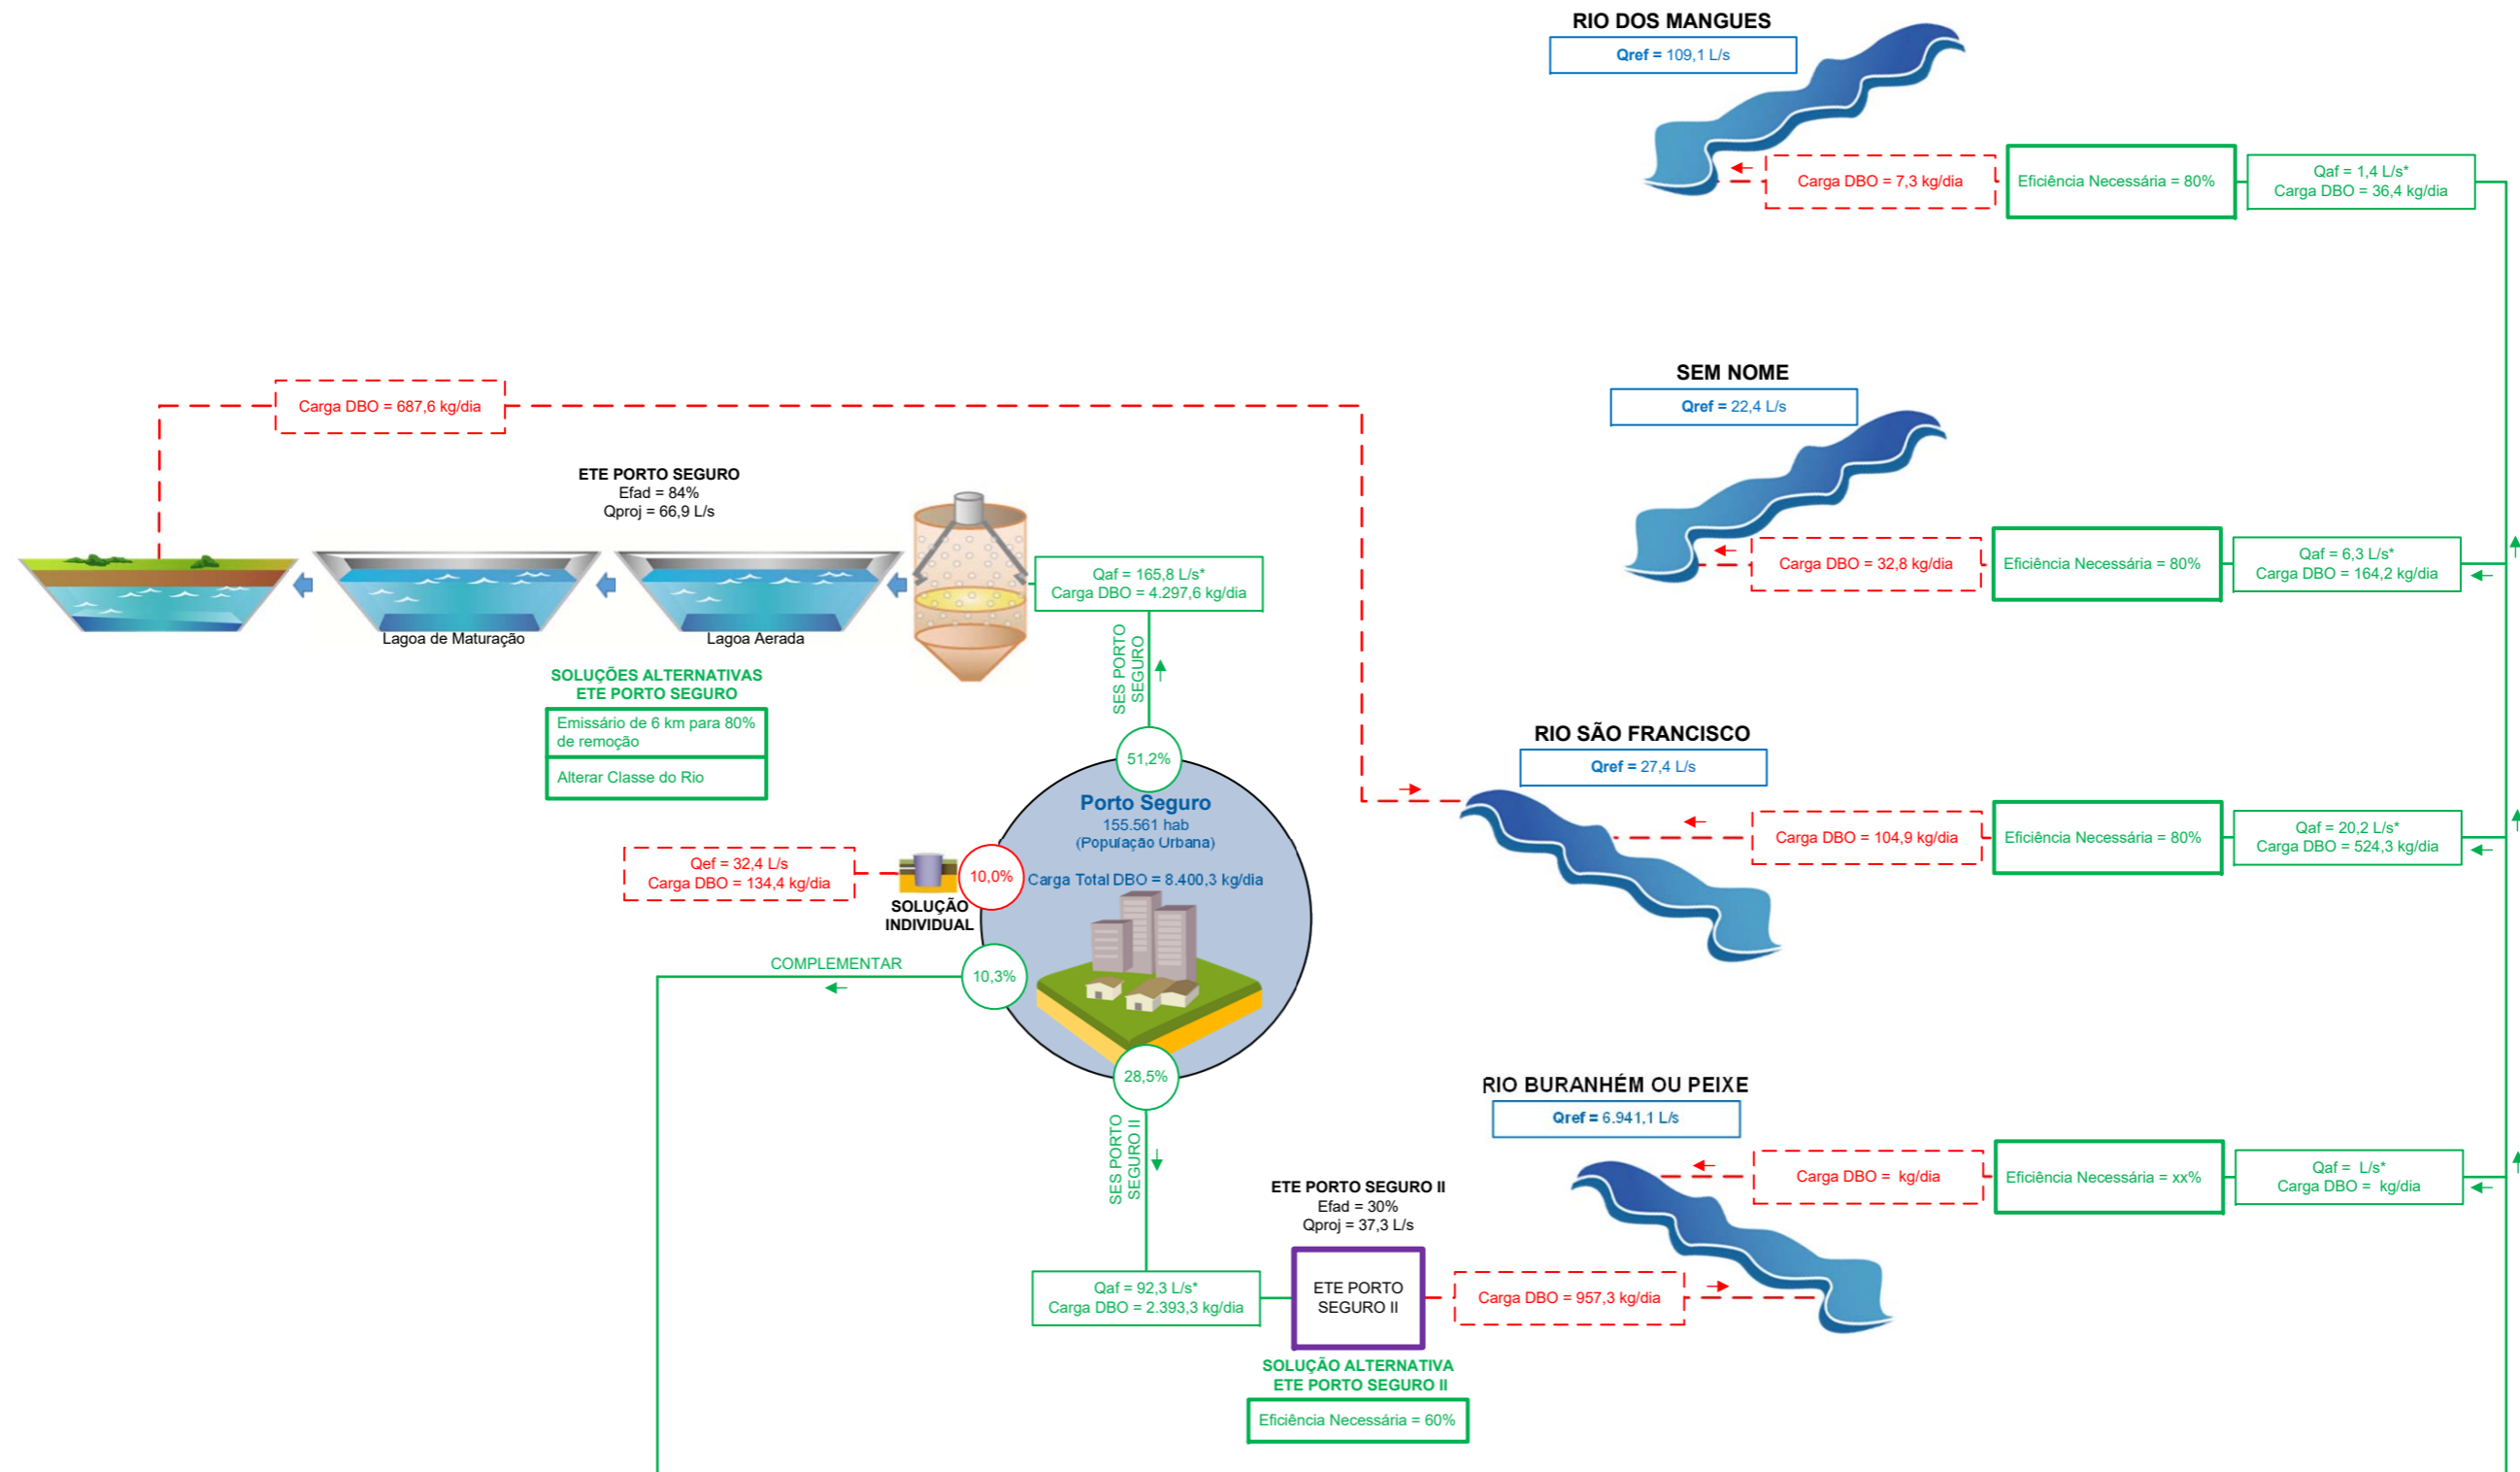 RIO DOS MANGUES
Qref = 109,1 L/s
Carga DBO = 7,3 kg/dia
Eficiência Necessária = 80%
Qaf = 1,4 L/s*
Carga DBO = 36,4 kg/dia
SEM NOME
Qref = 22,4 L/s
Carga DBO = 32,8 kg/dia
Eficiência Necessária = 80%
Qaf = 6,3 L/s*
Carga DBO = 164,2 kg/dia
Carga DBO = 687,6 kg/dia
ETE PORTO SEGURO
Efad = 84%
Qproj = 66,9 L/s
Lagoa de Maturação
Lagoa Aerada
Qaf = 165,8 L/s*
Carga DBO = 4.297,6 kg/dia
SES PORTO
SEGURO
SOLUÇÕES ALTERNATIVAS
ETE PORTO SEGURO
Emissário de 6 km para 80%
de remoção
Alterar Classe do Rio
RIO SÃO FRANCISCO
Qref = 27,4 L/s
Carga DBO = 104,9 kg/dia
Eficiência Necessária = 80%
Qaf = 20,2 L/s*
Carga DBO = 524,3 kg/dia
51,2%
Porto Seguro
155.561 hab
(População Urbana)
Carga Total DBO = 8.400,3 kg/dia
Qef = 32,4 L/s
Carga DBO = 134,4 kg/dia
10,0%
SOLUÇÃO
INDIVIDUAL
COMPLEMENTAR
10,3%
28,5%
SES PORTO
SEGURO II
RIO BURANHÉM OU PEIXE
Qref = 6.941,1 L/s
Carga DBO =  kg/dia
Eficiência Necessária = xx%
Qaf =  L/s*
Carga DBO =  kg/dia
ETE PORTO SEGURO II
Efad = 30%
Qproj = 37,3 L/s
Qaf = 92,3 L/s*
Carga DBO = 2.393,3 kg/dia
ETE PORTO
SEGURO II
Carga DBO = 957,3 kg/dia
SOLUÇÃO ALTERNATIVA
ETE PORTO SEGURO II
Eficiência Necessária = 60%